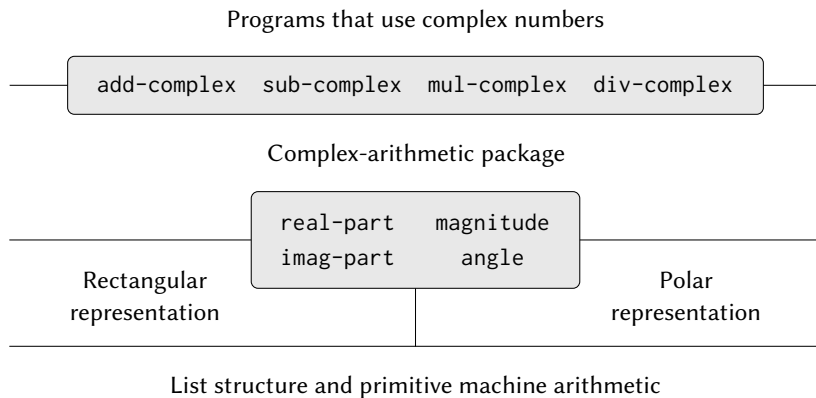 Programs that use complex numbers
add-complex sub-complex mul-complex div-complex
Complex-arithmetic package
real-part magnitude
imag-part angle
Rectangular
representation
Polar
representation
List structure and primitive machine arithmetic